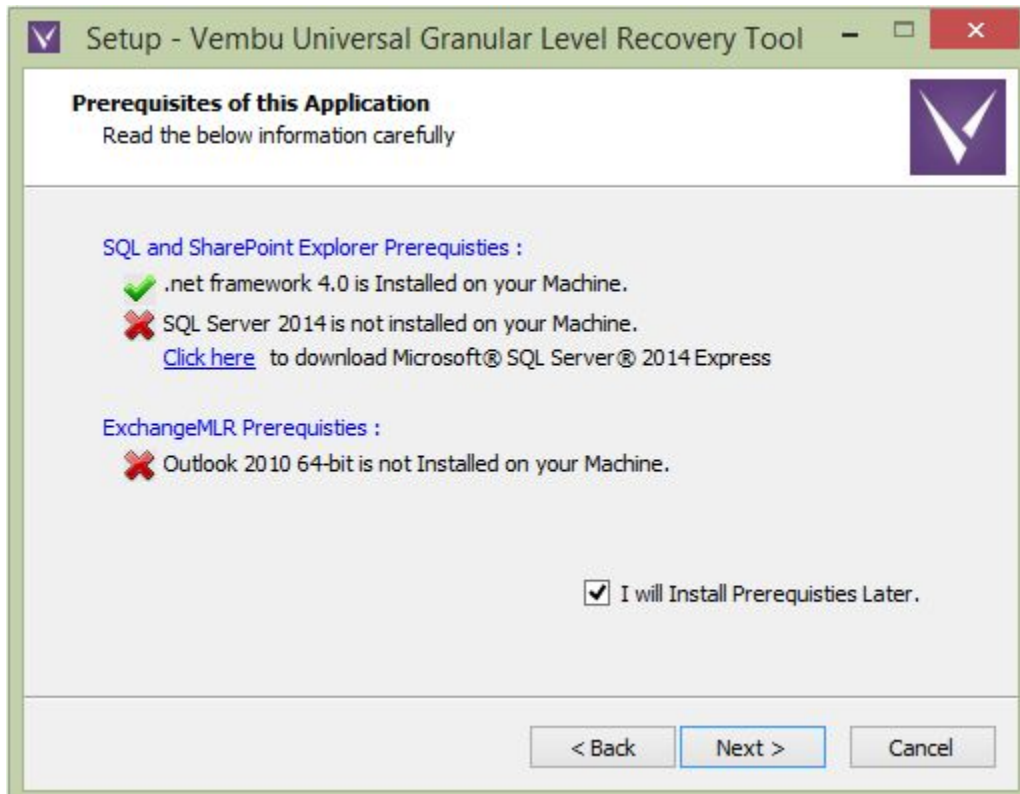 Setup - Vembu Universal Granular Level Recovery Tool
Prerequisites of this Application
Read the below information carefully
SQL and SharePoint Explorer Prerequisties :
.net framework 4.0 is Installed on your Machine.
SQL Server 2014 is not installed on your Machine.
Click here to download Microsoft® SQL Server® 2014 Express
ExchangeMLR Prerequisties :
Outlook 2010 64-bit is not Installed on your Machine.
I will Install Prerequisties Later.
< Back Next > Cancel